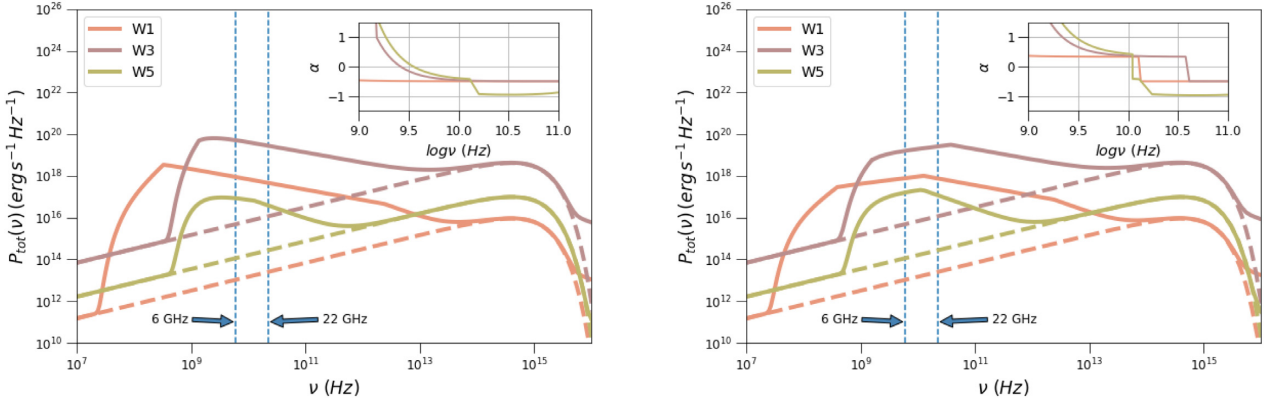 10^26
10^24
10^22
10^20
10^18
10^16
10^14
10^12
10^10
P_tot(ν) (erg s^−1 Hz^−1)
W1
W3
W5
1
0
−1
α
9.0 9.5 10.0 10.5 11.0
logν (Hz)
6 GHz
22 GHz
10^7 10^9 10^11 10^13 10^15
ν (Hz)
10^26
10^24
10^22
10^20
10^18
10^16
10^14
10^12
10^10
P_tot(ν) (erg s^−1 Hz^−1)
W1
W3
W5
1
0
−1
α
9.0 9.5 10.0 10.5 11.0
logν (Hz)
6 GHz
22 GHz
10^7 10^9 10^11 10^13 10^15
ν (Hz)